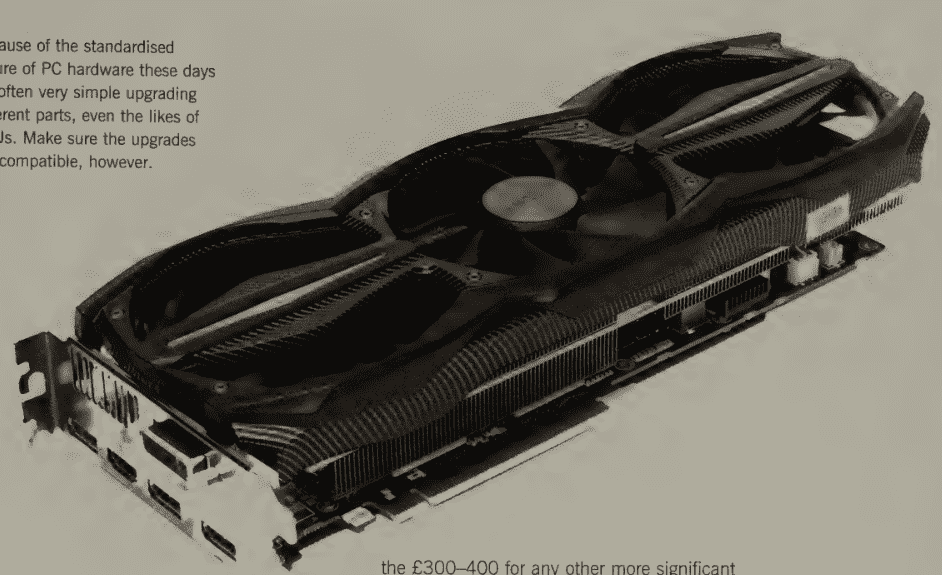 ause of the standardised
ure of PC hardware these days
often very simple upgrading
erent parts, even the likes of
Us. Make sure the upgrades
compatible, however.
the £300–400 for any other more significant